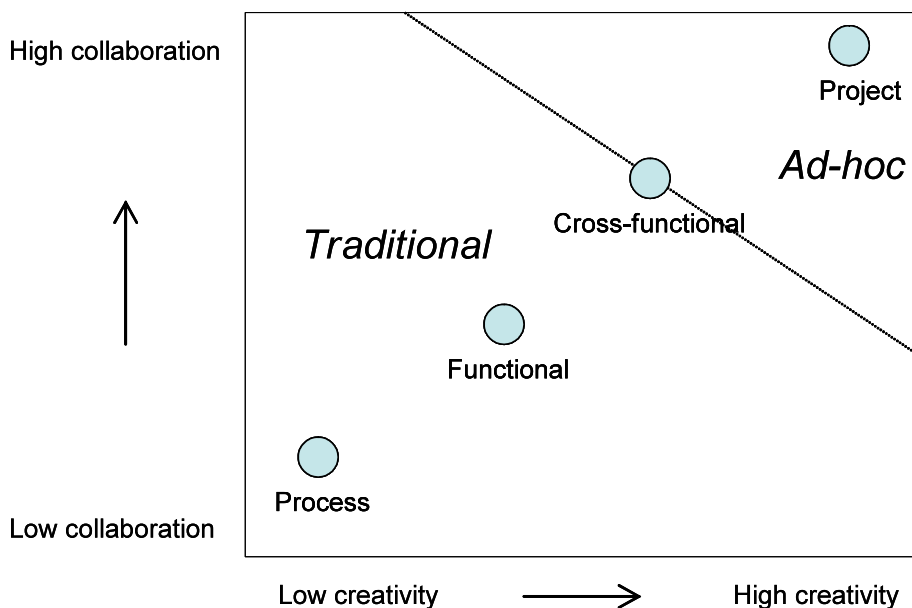 High collaboration
Project
Ad-hoc
Cross-functional
Traditional
Functional
Process
Low collaboration
Low creativity
High creativity